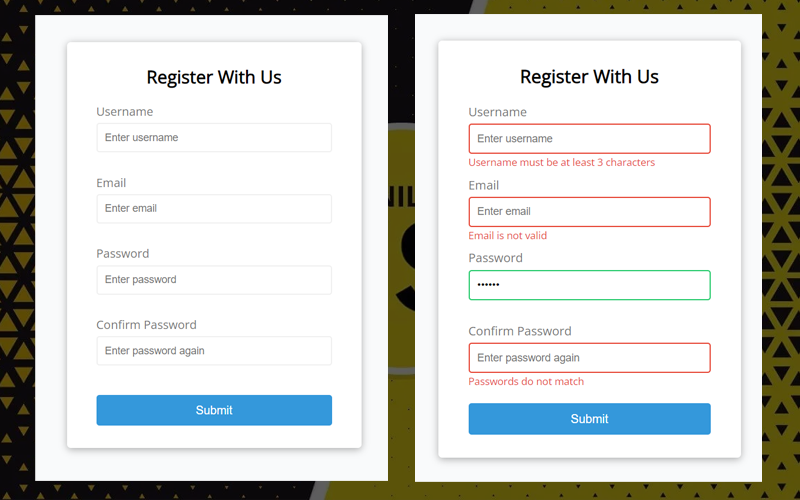 Register With Us
Username
Enter username
Email
Enter email
Password
Enter password
Confirm Password
Enter password again
Submit
Register With Us
Username
Enter username
Username must be at least 3 characters
Email
Enter email
Email is not valid
Password
••••••
Confirm Password
Enter password again
Passwords do not match
Submit